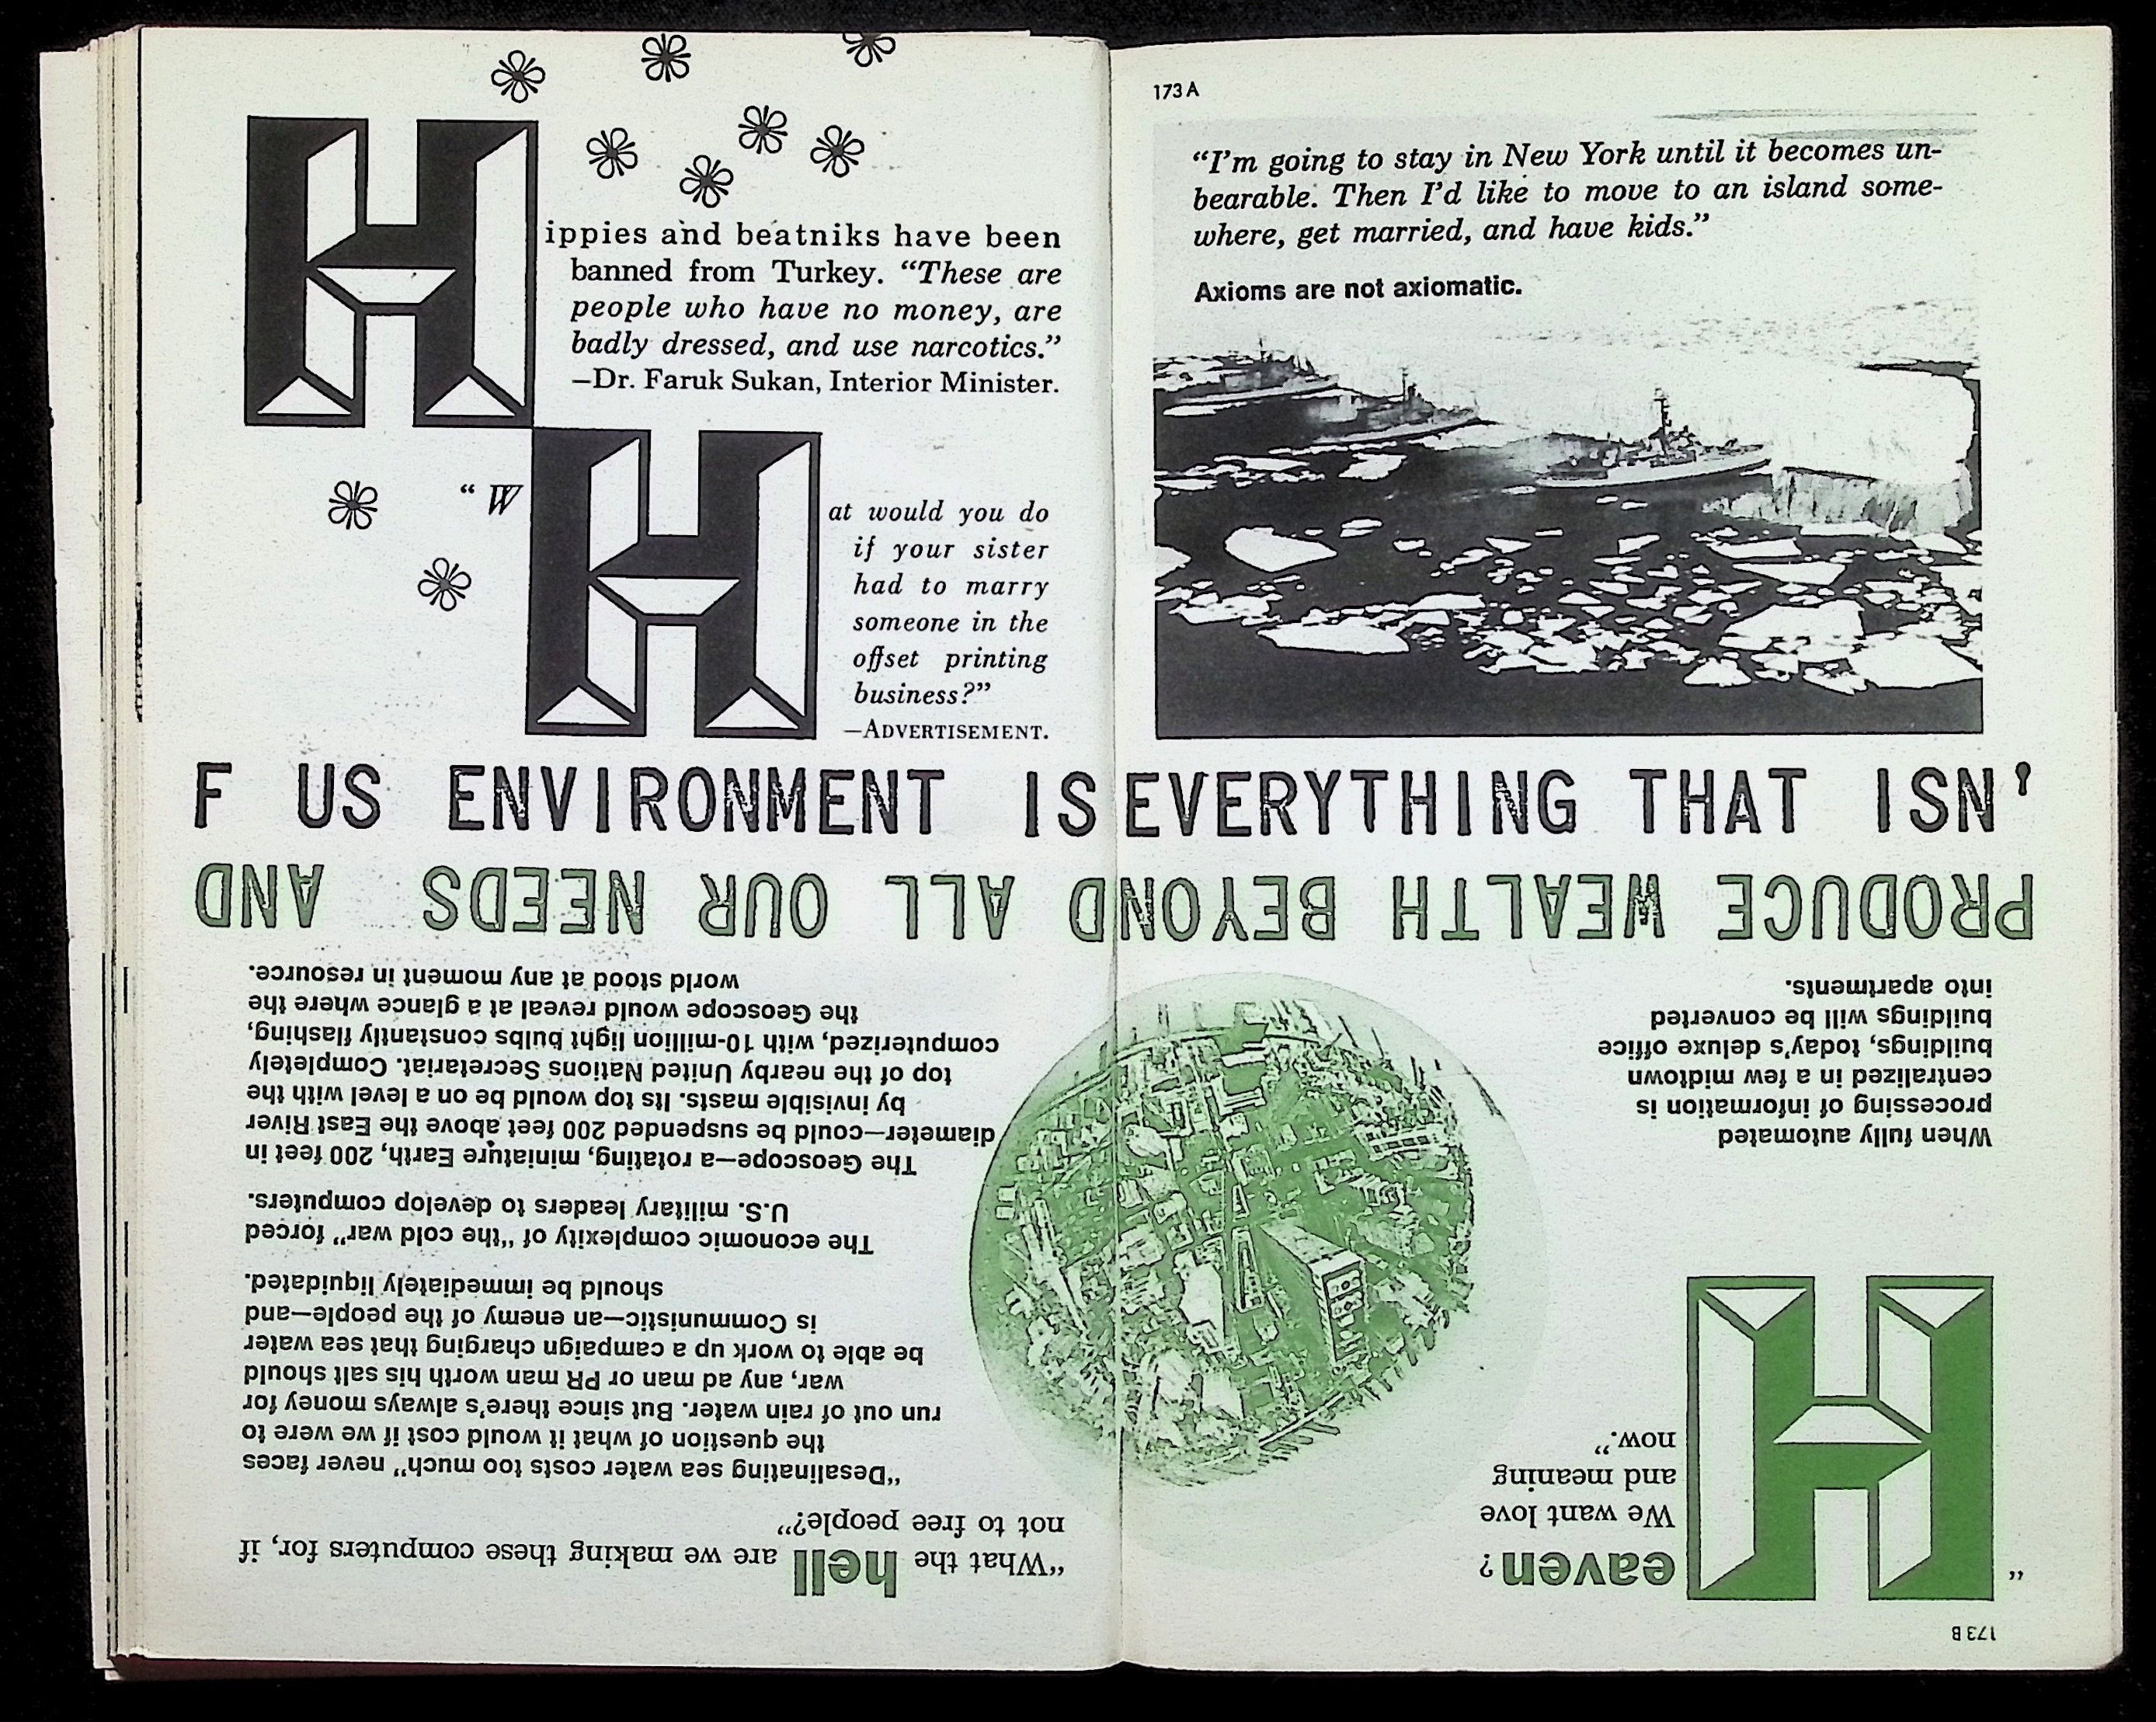 Hippies and beatniks have been
banned from Turkey. “These are
people who have no money, are
badly dressed, and use narcotics.”
—Dr. Faruk Sukan, Interior Minister.
“WHat would you do
if your sister
had to marry
someone in the
offset printing
business?”
—ADVERTISEMENT.
173 A
“I’m going to stay in New York until it becomes un-
bearable. Then I’d like to move to an island some-
where, get married, and have kids.”
Axioms are not axiomatic.
F US ENVIRONMENT IS EVERYTHING THAT ISN’
PRODUCE WEALTH BEYOND ALL OUR NEEDS AND
173 B
“Heaven?
We want love
and meaning
now.”
When fully automated
processing of information is
centralized in a few midtown
buildings, today’s deluxe office
buildings will be converted
into apartments.
“What the hell are we making these computers for, if
not to free people?”
“Desalinating sea water costs too much” never faces
the question of what it would cost if we were to
run out of rain water. But since there’s always money for
war, any ad man or PR man worth his salt should
be able to work up a campaign charging that sea water
is Communistic—an enemy of the people—and
should be immediately liquidated.
The economic complexity of “the cold war” forced
U.S. military leaders to develop computers.
The Geoscope—a rotating, miniature Earth, 200 feet in
diameter—could be suspended 200 feet above the East River
by invisible masts. Its top would be on a level with the
top of the nearby United Nations Secretariat. Completely
computerized, with 10-million light bulbs constantly flashing,
the Geoscope would reveal at a glance where the
world stood at any moment in resource.